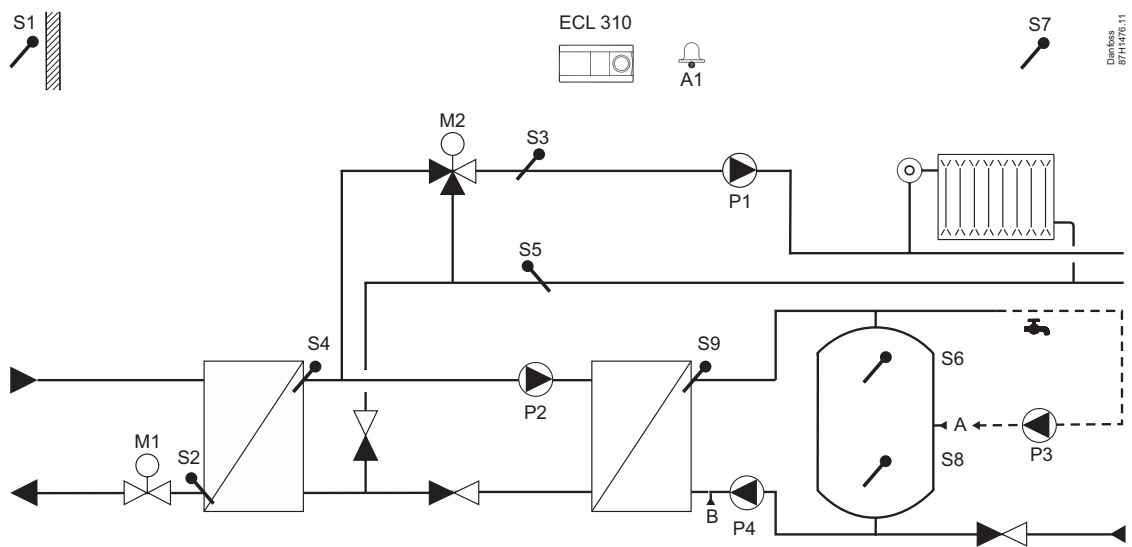 S1
ECL 310
A1
S7
Danfoss
87H1476.11
M2
S3
P1
S5
S4
S9
S6
P2
A
M1
S2
S8
P3
B
P4